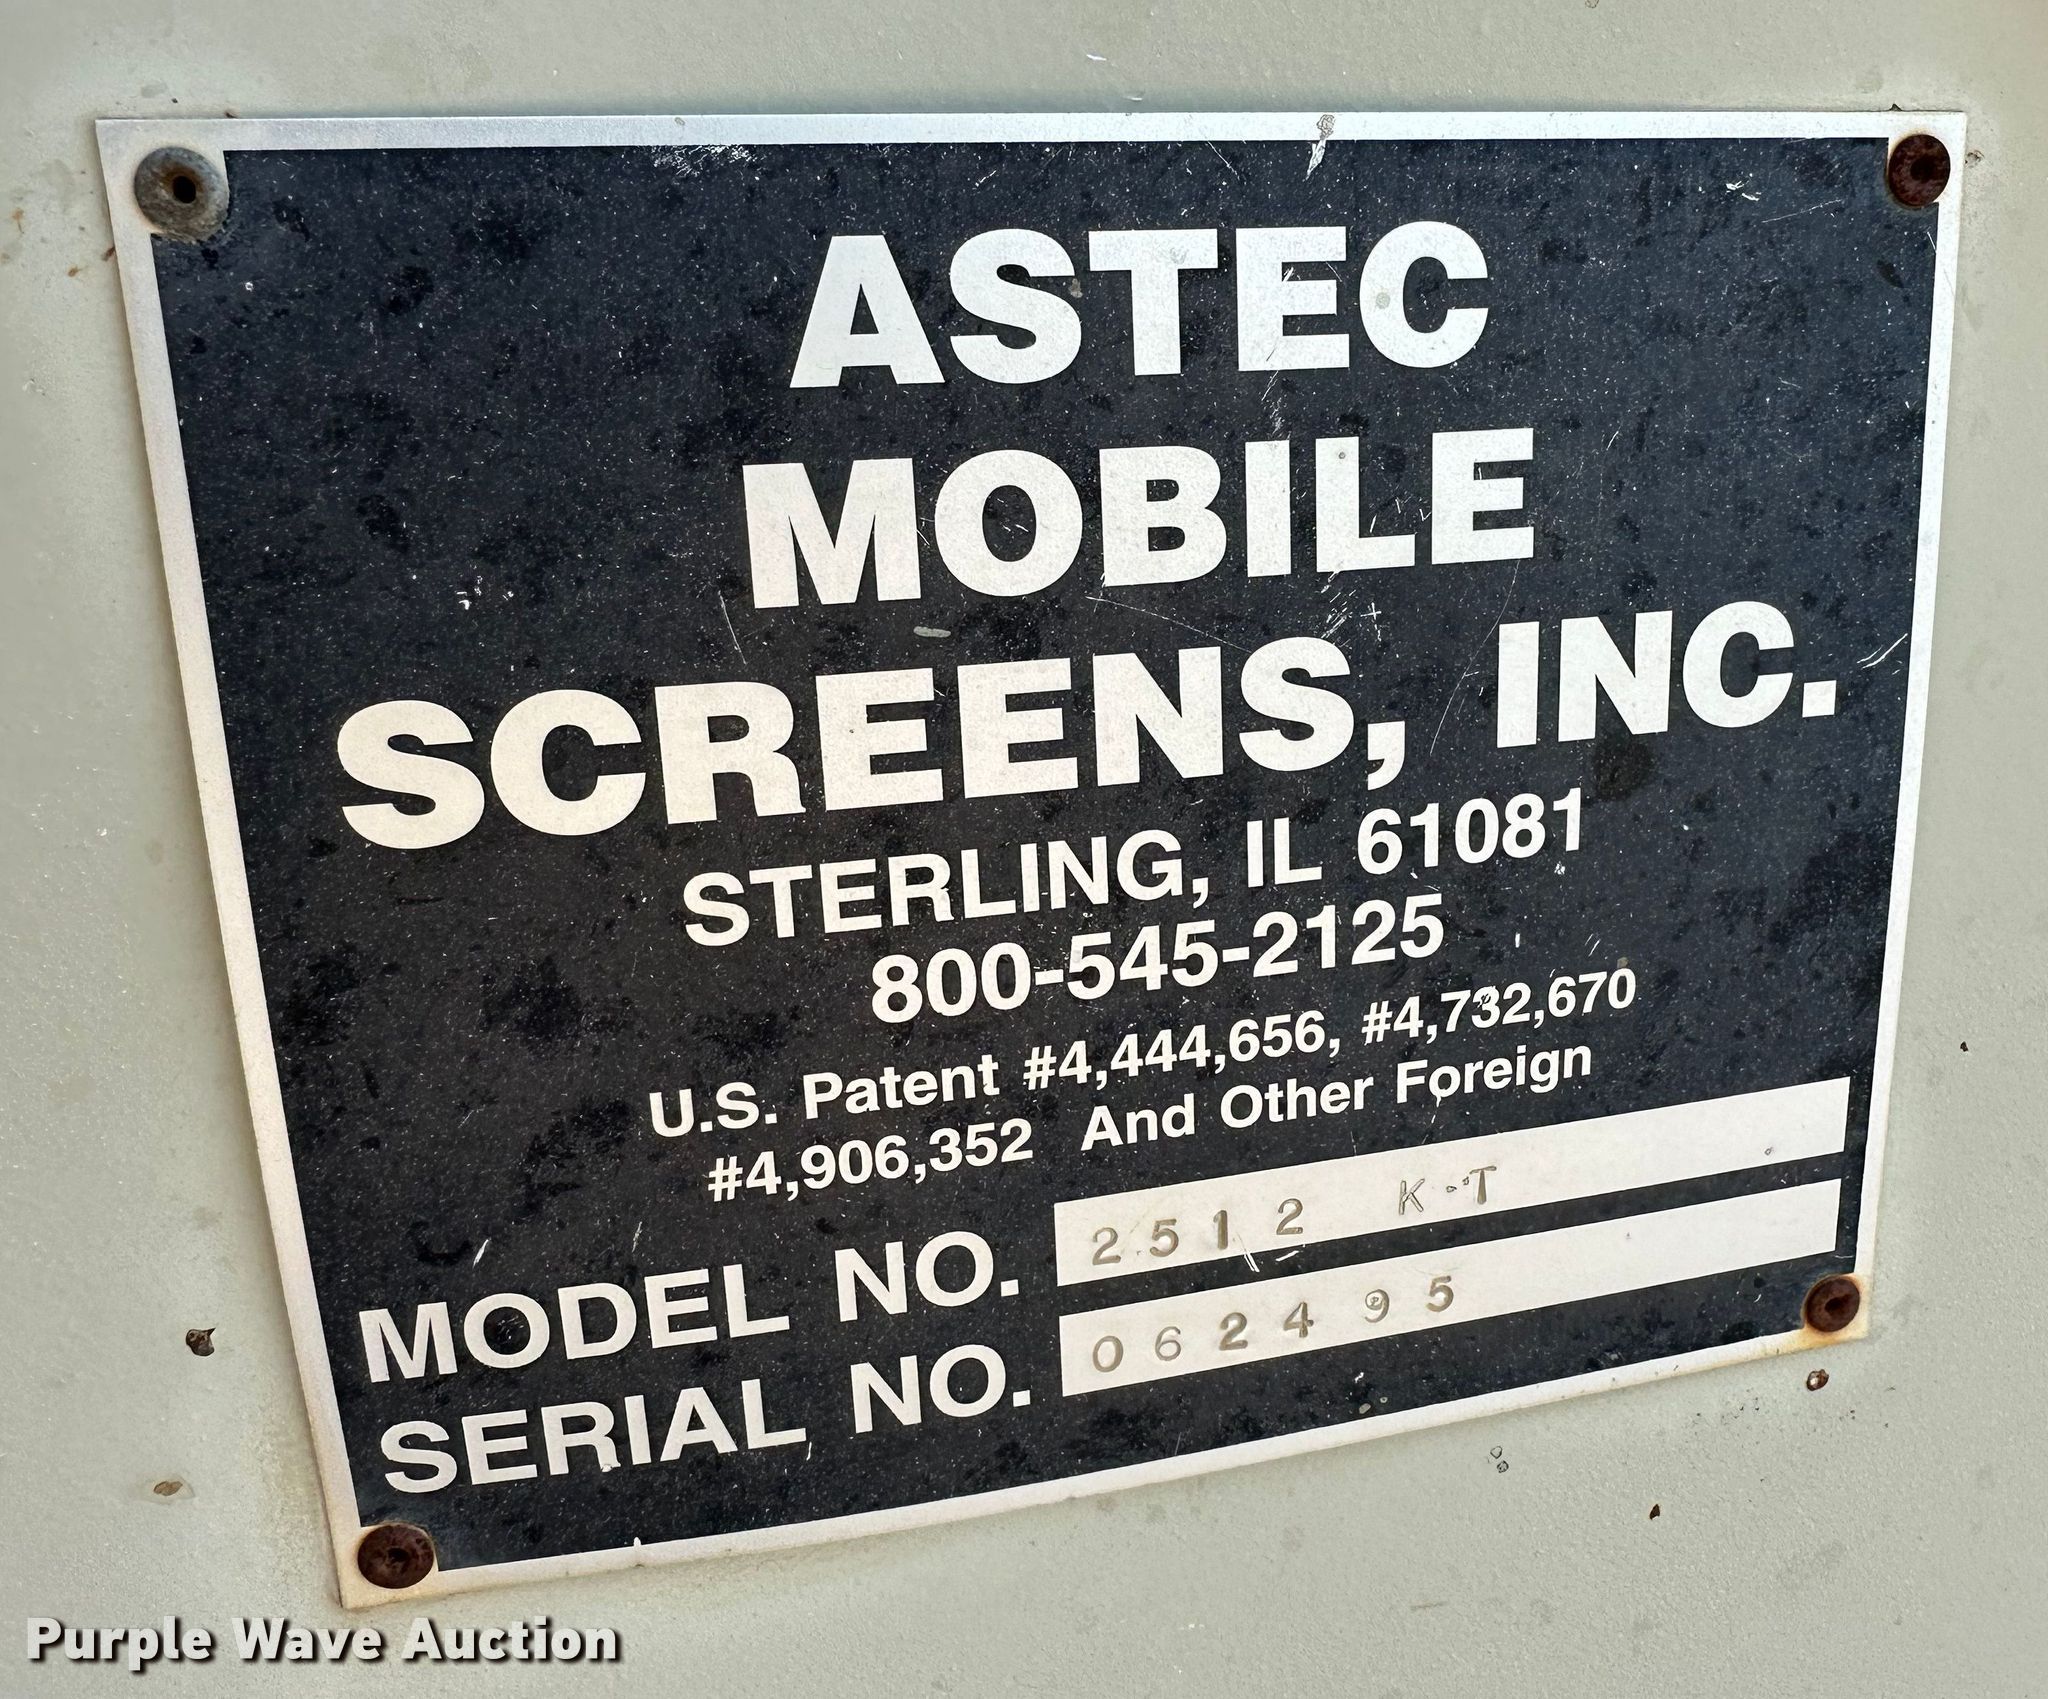 ASTEC
MOBILE
SCREENS, INC.
STERLING, IL 61081
800-545-2125
U.S. Patent #4,444,656, #4,732,670
#4,906,352 And Other Foreign
MODEL NO. 2512 K-T
SERIAL NO. 062495
Purple Wave Auction